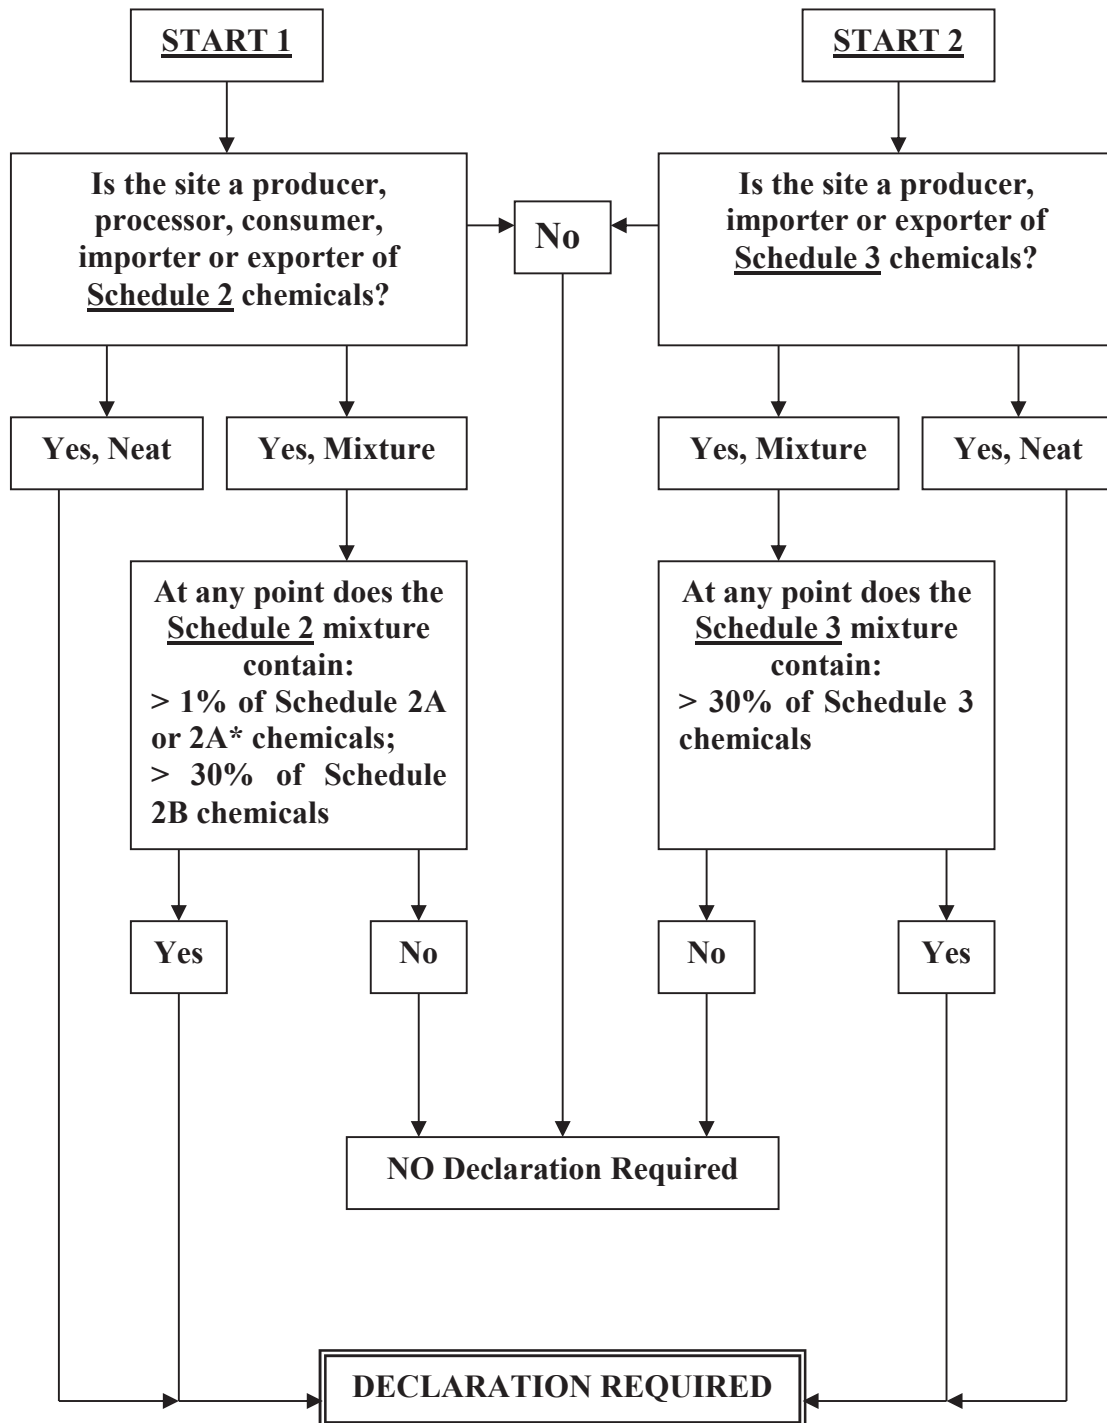 START 1
START 2
Is the site a producer,
processor, consumer,
importer or exporter of
Schedule 2 chemicals?
No
Is the site a producer,
importer or exporter of
Schedule 3 chemicals?
Yes, Neat
Yes, Mixture
Yes, Mixture
Yes, Neat
At any point does the
Schedule 2 mixture
contain:
> 1% of Schedule 2A
or 2A* chemicals;
> 30% of Schedule
2B chemicals
At any point does the
Schedule 3 mixture
contain:
> 30% of Schedule 3
chemicals
Yes
No
No
Yes
NO Declaration Required
DECLARATION REQUIRED